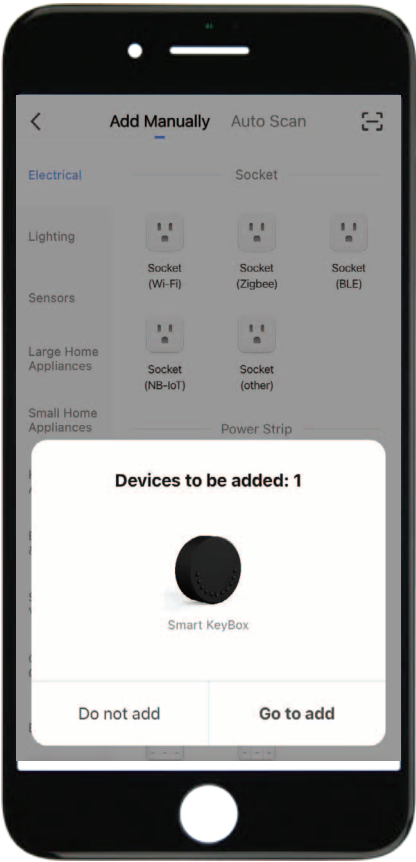 Add Manually Auto Scan
Electrical
Socket
Lighting
Socket
(Wi-Fi)
Socket
(Zigbee)
Socket
(BLE)
Sensors
Large Home
Appliances
Socket
(NB-IoT)
Socket
(other)
Small Home
Appliances
Power Strip
Devices to be added: 1
Smart KeyBox
Do not add
Go to add